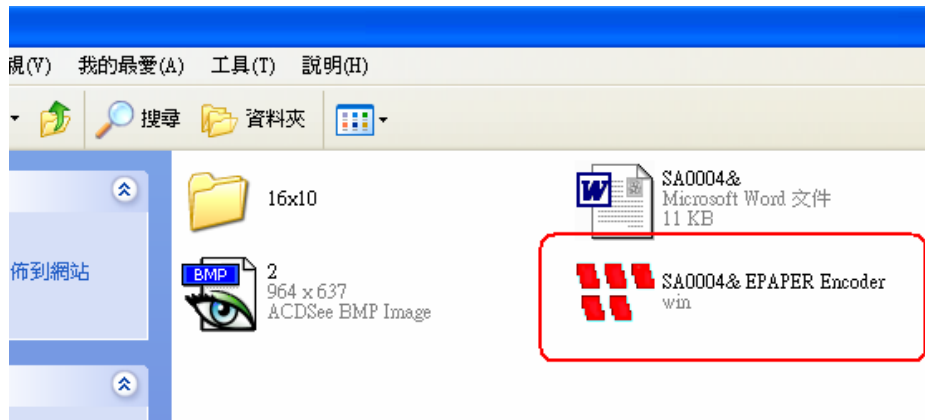 視(V) 我的最愛(A) 工具(T) 說明(H)
搜尋 資料夾
16x10
SA0004&
Microsoft Word 文件
11 KB
佈到網站
BMP
2
964 x 637
ACDSee BMP Image
SA0004& EPAPER Encoder
win